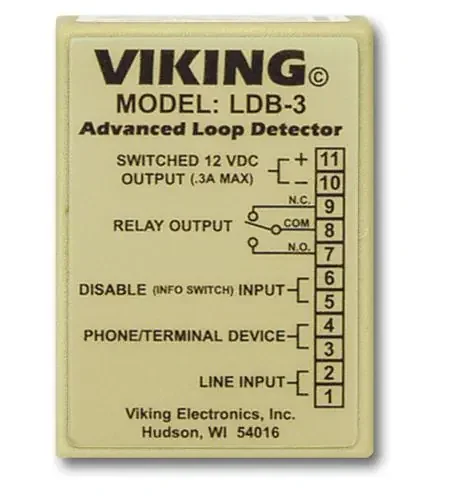 VIKING©
MODEL: LDB-3
Advanced Loop Detector
SWITCHED 12 VDC + 11
OUTPUT (.3A MAX) – 10
N.C. 9
RELAY OUTPUT COM 8
N.O. 7
DISABLE (INFO SWITCH) INPUT 6
5
PHONE/TERMINAL DEVICE 4
3
LINE INPUT 2
1
Viking Electronics, Inc.
Hudson, WI 54016